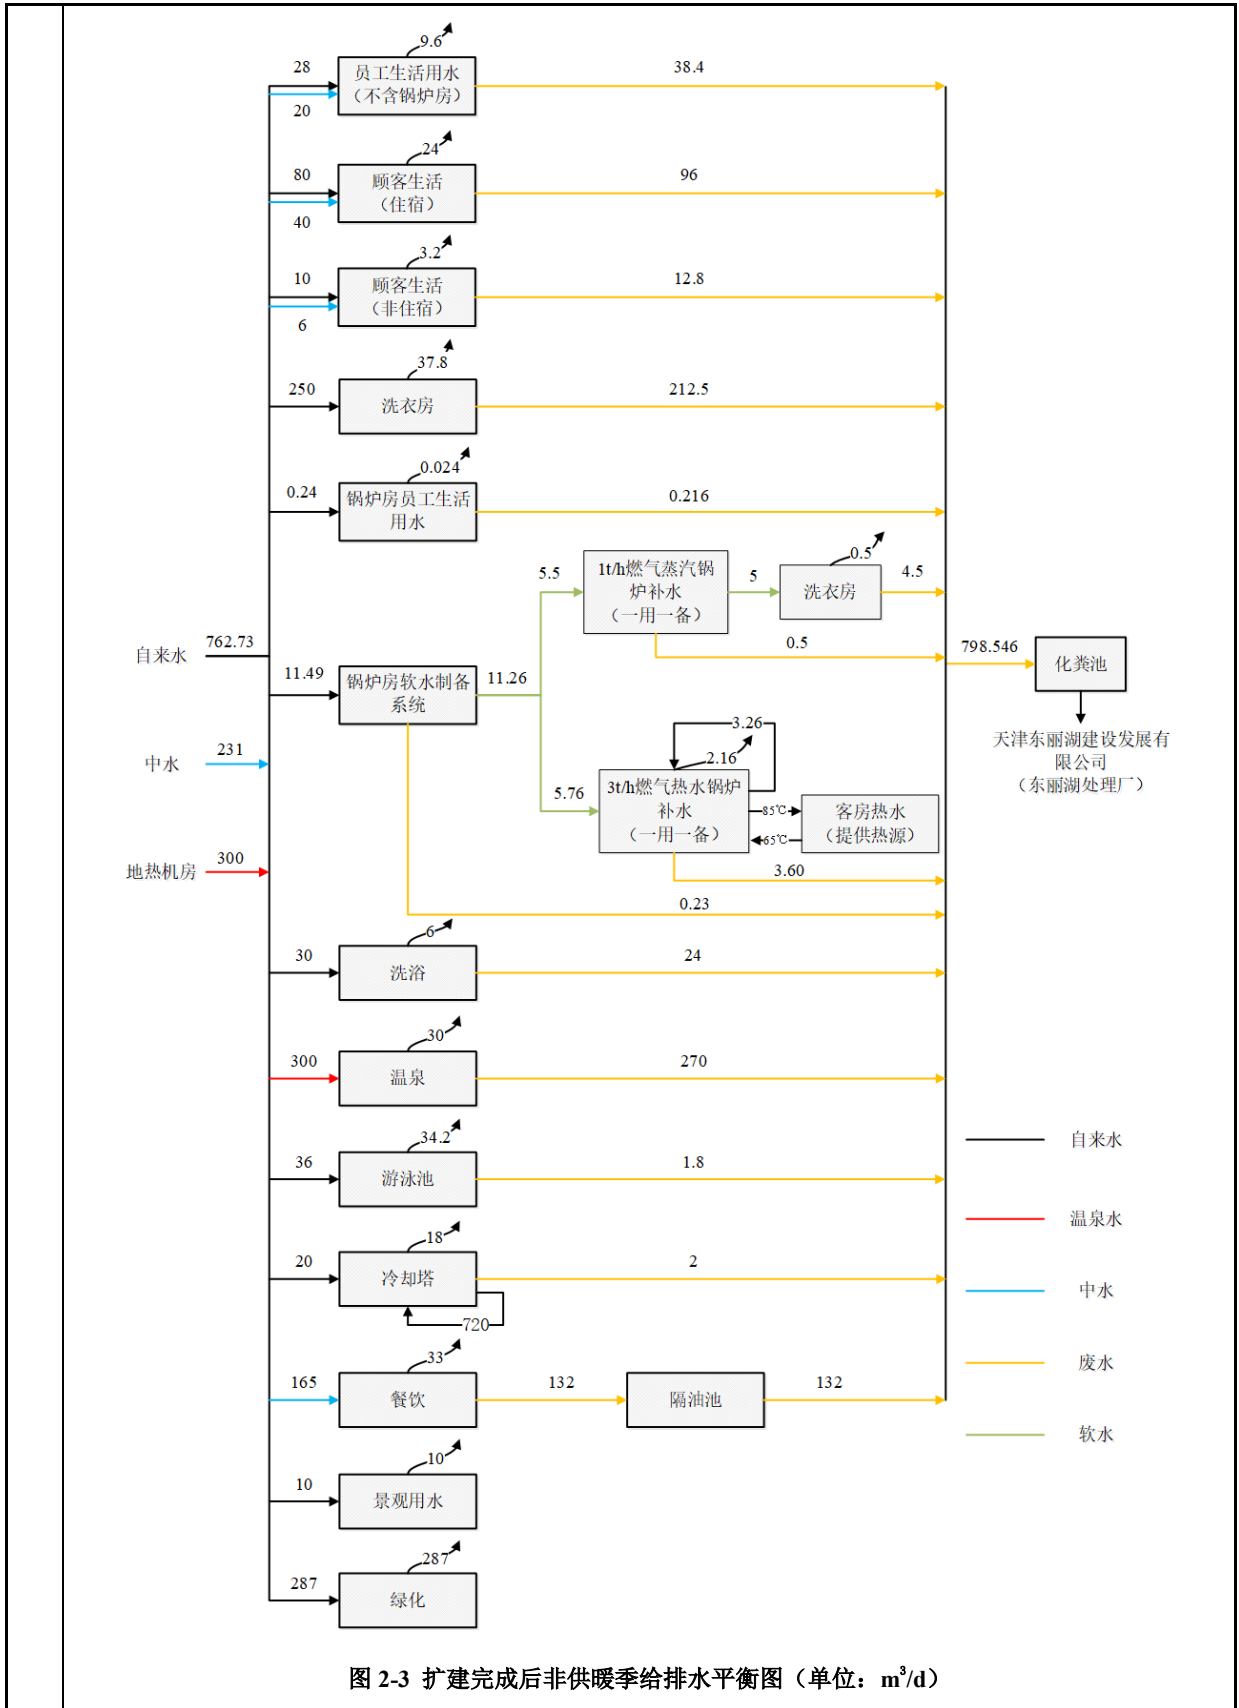 9.6
28
员工生活用水
（不含锅炉房）
38.4
20
24
80
顾客生活
（住宿）
96
40
3.2
10
顾客生活
（非住宿）
12.8
6
37.8
250
洗衣房
212.5
0.024
0.24
锅炉房员工生活
用水
0.216
5.5
1t/h燃气蒸汽锅
炉补水
（一用一备）
5
0.5
洗衣房
4.5
0.5
自来水
762.73
11.49
锅炉房软水制备
系统
11.26
798.546
化粪池
天津东丽湖建设发展有
限公司
（东丽湖处理厂）
中水
231
3.26
2.16
5.76
3t/h燃气热水锅炉
补水
（一用一备）
85℃
65℃
客房热水
（提供热源）
地热机房
300
3.60
0.23
6
30
洗浴
24
30
300
温泉
270
34.2
36
游泳池
1.8
18
20
冷却塔
2
720
33
165
餐饮
132
隔油池
132
10
10
景观用水
287
287
绿化
自来水
温泉水
中水
废水
软水
图 2-3 扩建完成后非供暖季给排水平衡图（单位：m³/d）